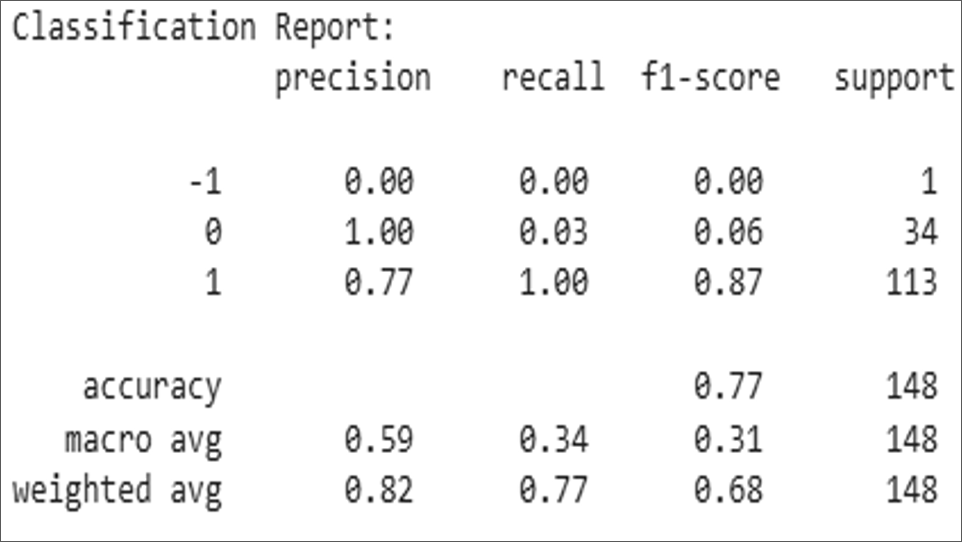 Classification Report:
precision recall f1-score support
-1 0.00 0.00 0.00 1
0 1.00 0.03 0.06 34
1 0.77 1.00 0.87 113
accuracy 0.77 148
macro avg 0.59 0.34 0.31 148
weighted avg 0.82 0.77 0.68 148